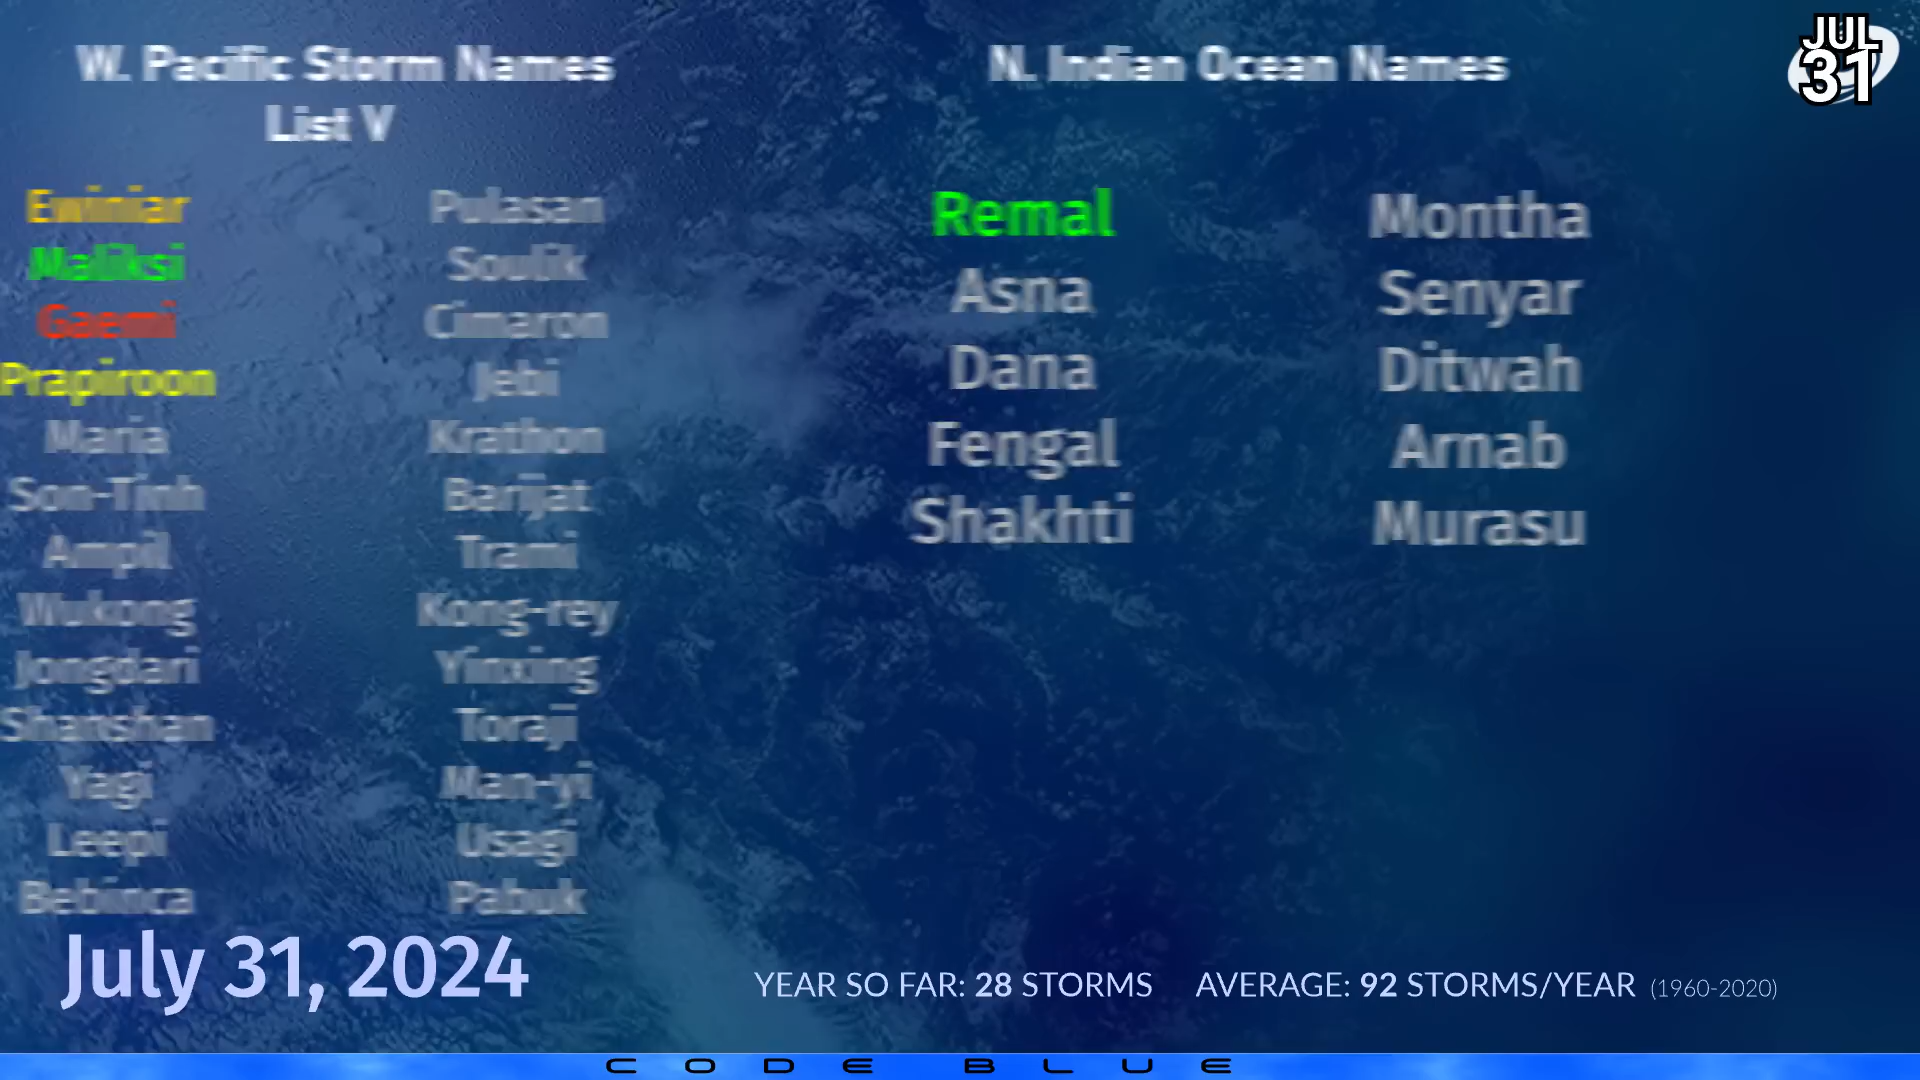 W. Pacific Storm Names
List V
Ewiniar
Maliksi
Gaemi
Prapiroon
Maria
Son-Tinh
Ampil
Wukong
Jongdari
Shanshan
Yagi
Leepi
Bebinca
Pulasan
Soulik
Cimaron
Jebi
Krathon
Barijat
Trami
Kong-rey
Yinxing
Toraji
Man-yi
Usagi
Pabuk
N. Indian Ocean Names
Remal
Asna
Dana
Fengal
Shakhti
Montha
Senyar
Ditwah
Arnab
Murasu
JUL
31
July 31, 2024
YEAR SO FAR: 28 STORMS AVERAGE: 92 STORMS/YEAR (1960-2020)
CODE BLUE